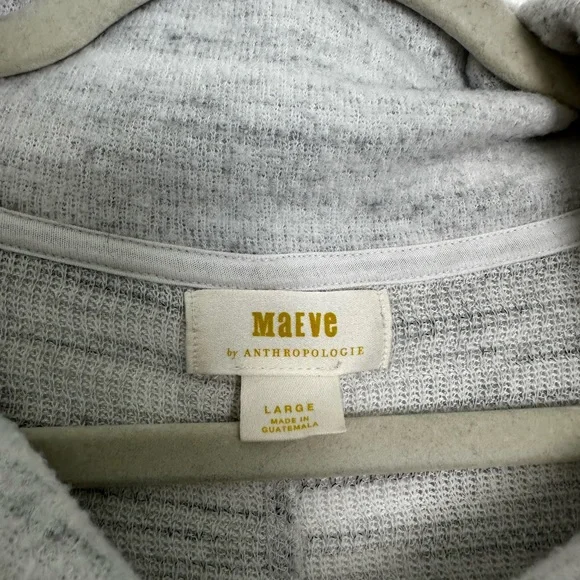 MaEVe
by ANTHROPOLOGIE
LARGE
MADE IN
GUATEMALA